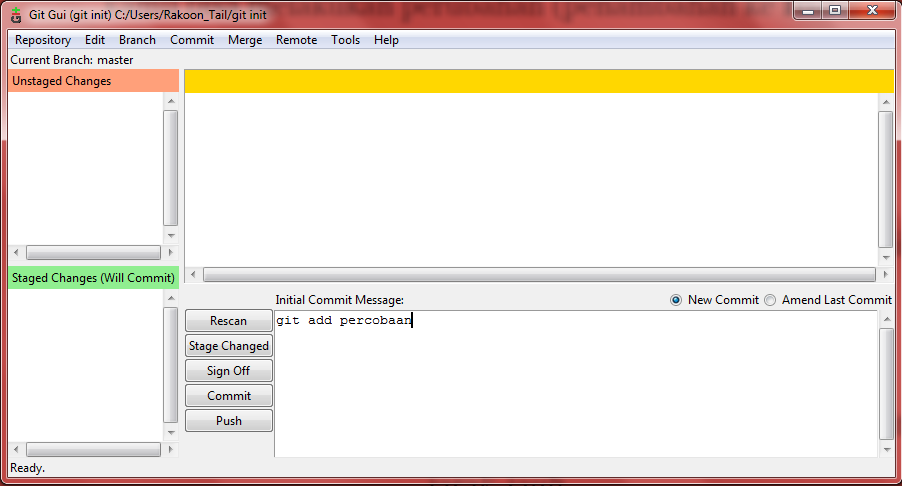 Git Gui (git init) C:/Users/Rakoon_Tail/git init
Repository Edit Branch Commit Merge Remote Tools Help
Current Branch: master
Unstaged Changes
Staged Changes (Will Commit)
Initial Commit Message:
New Commit
Amend Last Commit
Rescan
Stage Changed
Sign Off
Commit
Push
git add percobaan
Ready.